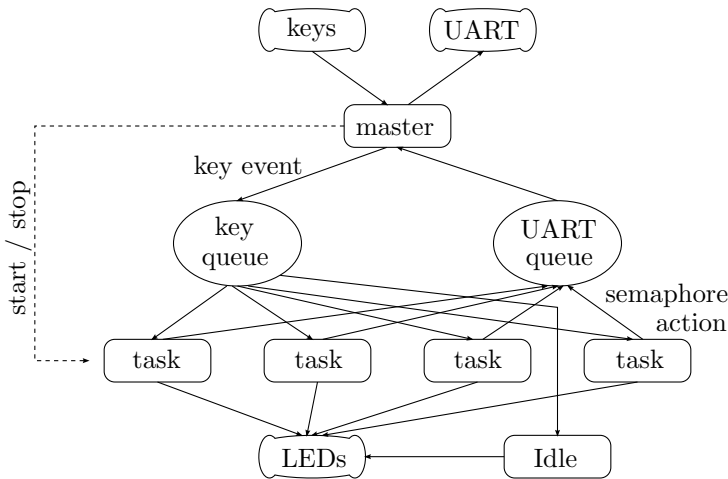 keys
UART
master
key event
key
queue
UART
queue
start / stop
semaphore
action
task
task
task
task
LEDs
Idle